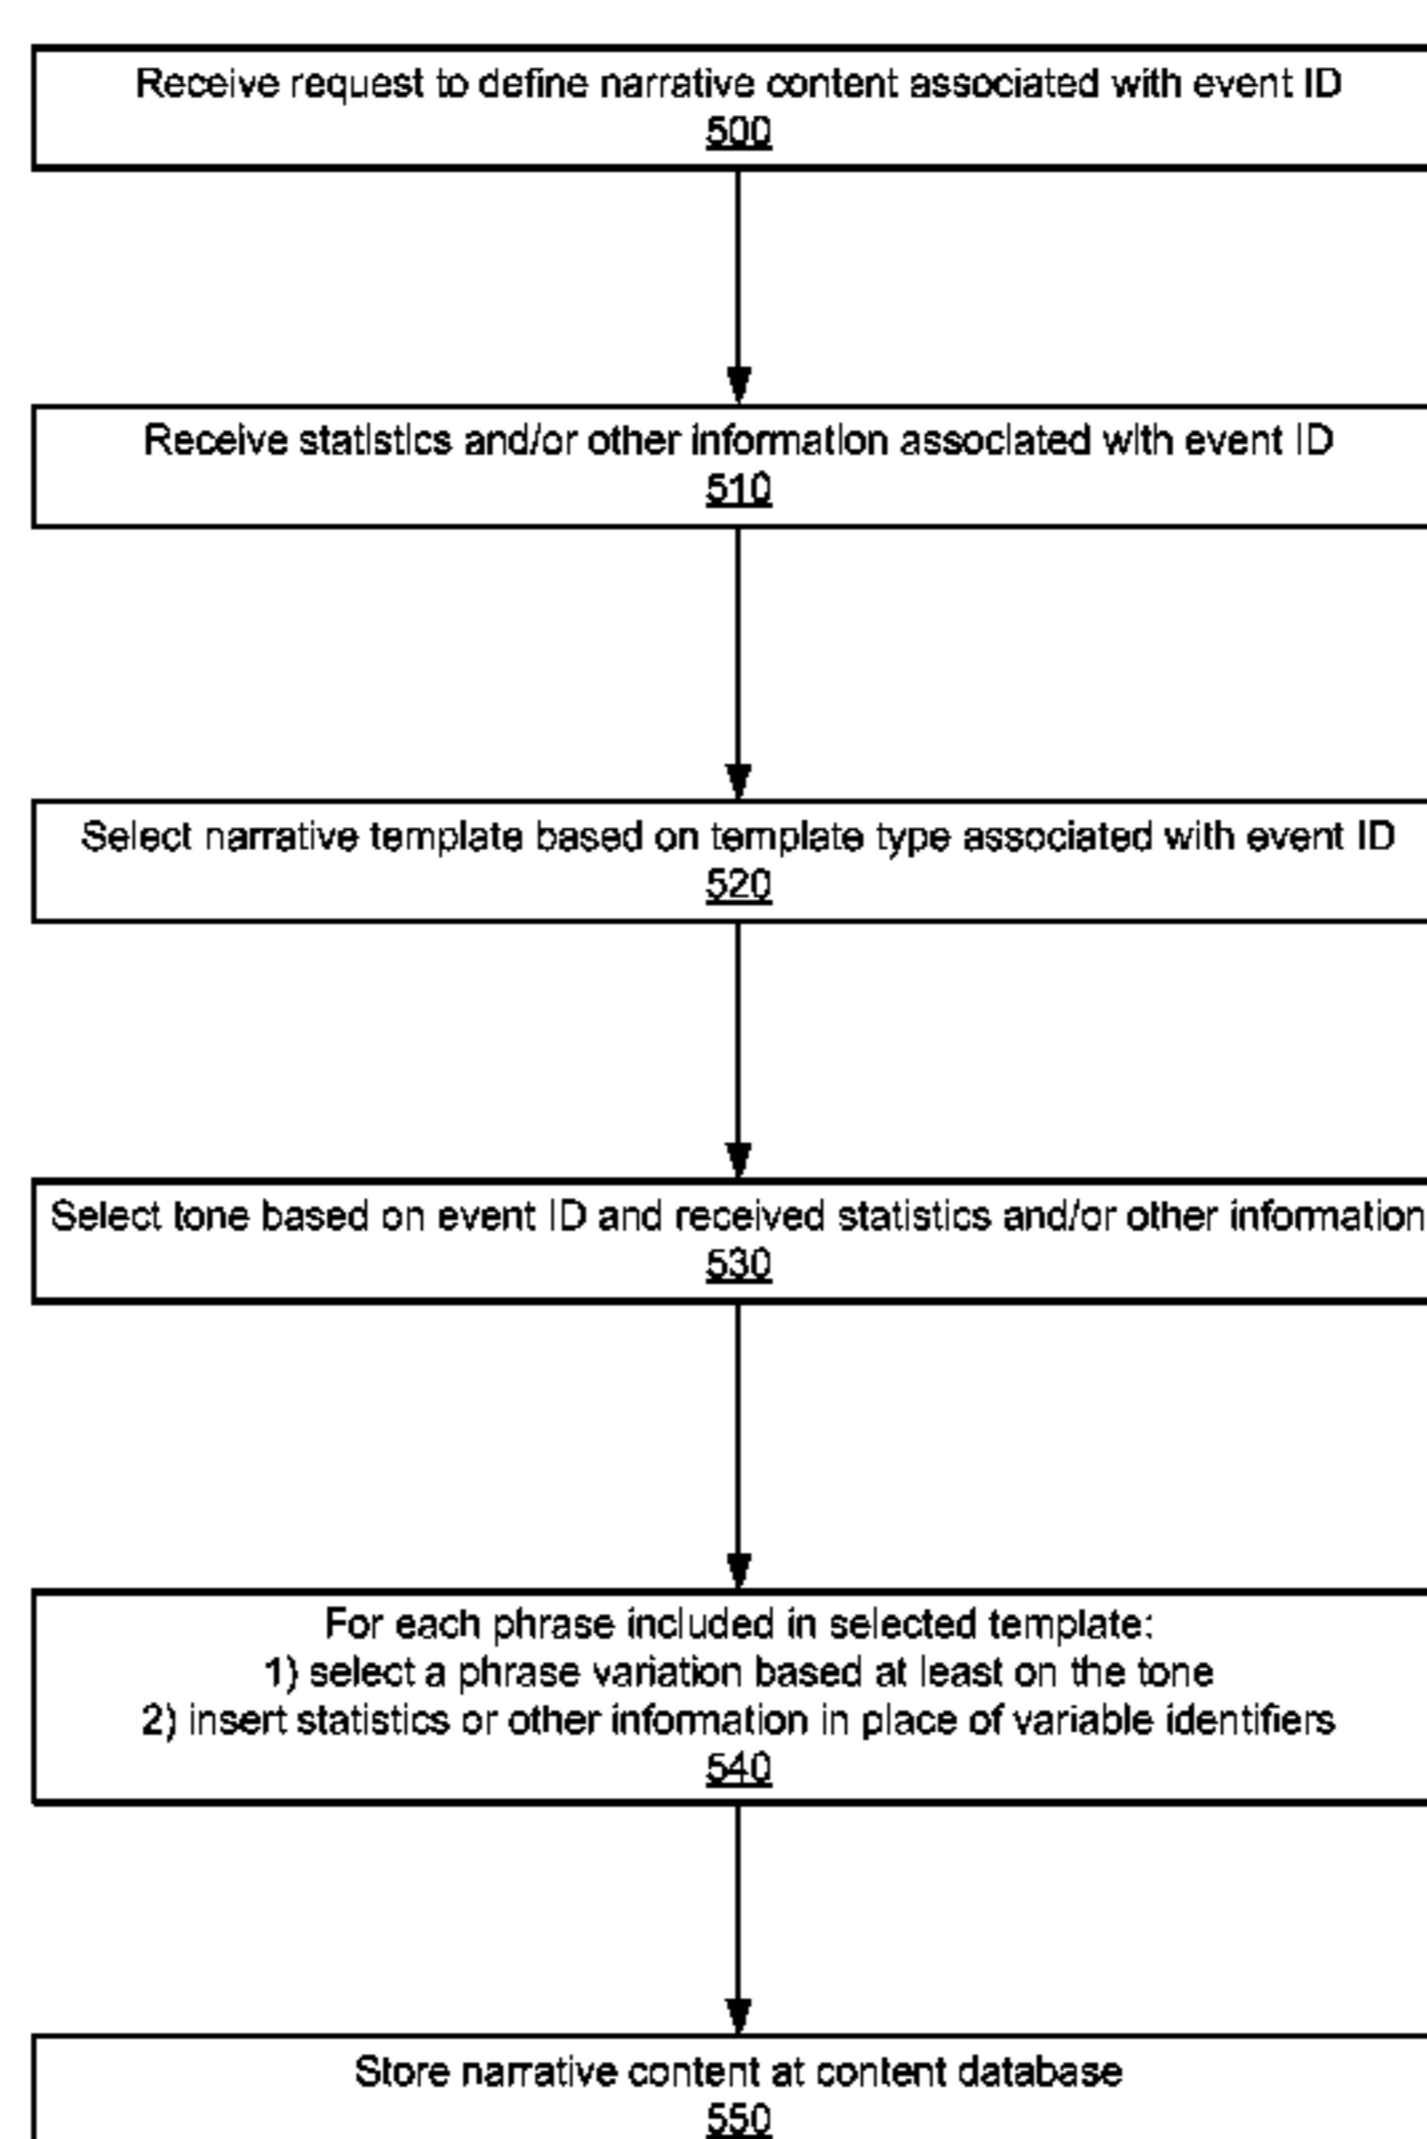 Receive request to define narrative content associated with event ID
500
Receive statistics and/or other information associated with event ID
510
Select narrative template based on template type associated with event ID
520
Select tone based on event ID and received statistics and/or other information
530
For each phrase included in selected template:
1) select a phrase variation based at least on the tone
2) insert statistics or other information in place of variable identifiers
540
Store narrative content at content database
550